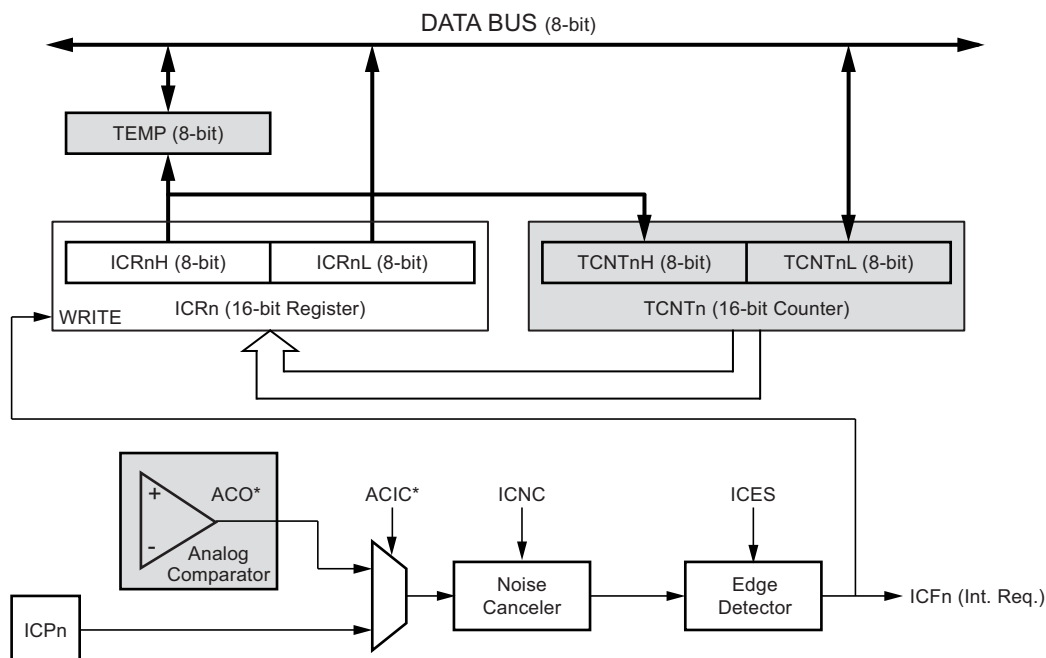 DATA BUS (8-bit)
TEMP (8-bit)
ICRnH (8-bit)
ICRnL (8-bit)
ICRn (16-bit Register)
WRITE
TCNTnH (8-bit)
TCNTnL (8-bit)
TCNTn (16-bit Counter)
+
-
ACO*
Analog
Comparator
ACIC*
ICNC
ICES
Noise
Canceler
Edge
Detector
ICFn (Int. Req.)
ICPn